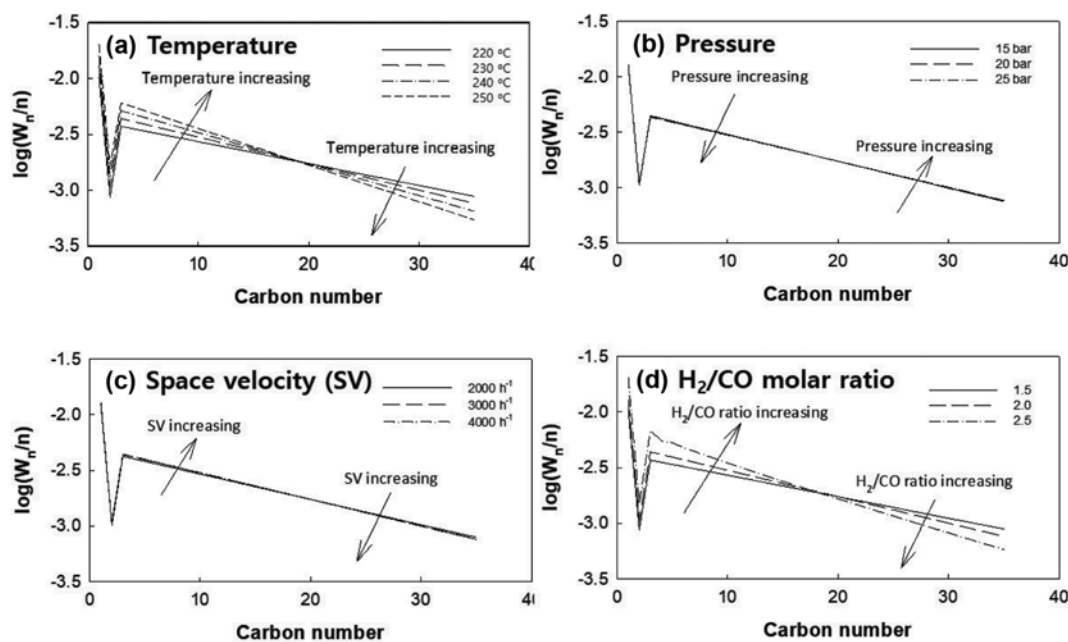 (a) Temperature
220 °C
230 °C
240 °C
250 °C
Temperature increasing
Temperature increasing
log(Wn/n)
-1.5
-2.0
-2.5
-3.0
-3.5
0 10 20 30 40
Carbon number
(b) Pressure
15 bar
20 bar
25 bar
Pressure increasing
Pressure increasing
log(Wn/n)
-1.5
-2.0
-2.5
-3.0
-3.5
0 10 20 30 40
Carbon number
(c) Space velocity (SV)
2000 h⁻¹
3000 h⁻¹
4000 h⁻¹
SV increasing
SV increasing
log(Wn/n)
-1.5
-2.0
-2.5
-3.0
-3.5
0 10 20 30 40
Carbon number
(d) H₂/CO molar ratio
1.5
2.0
2.5
H₂/CO ratio increasing
H₂/CO ratio increasing
log(Wn/n)
-1.5
-2.0
-2.5
-3.0
-3.5
0 10 20 30 40
Carbon number